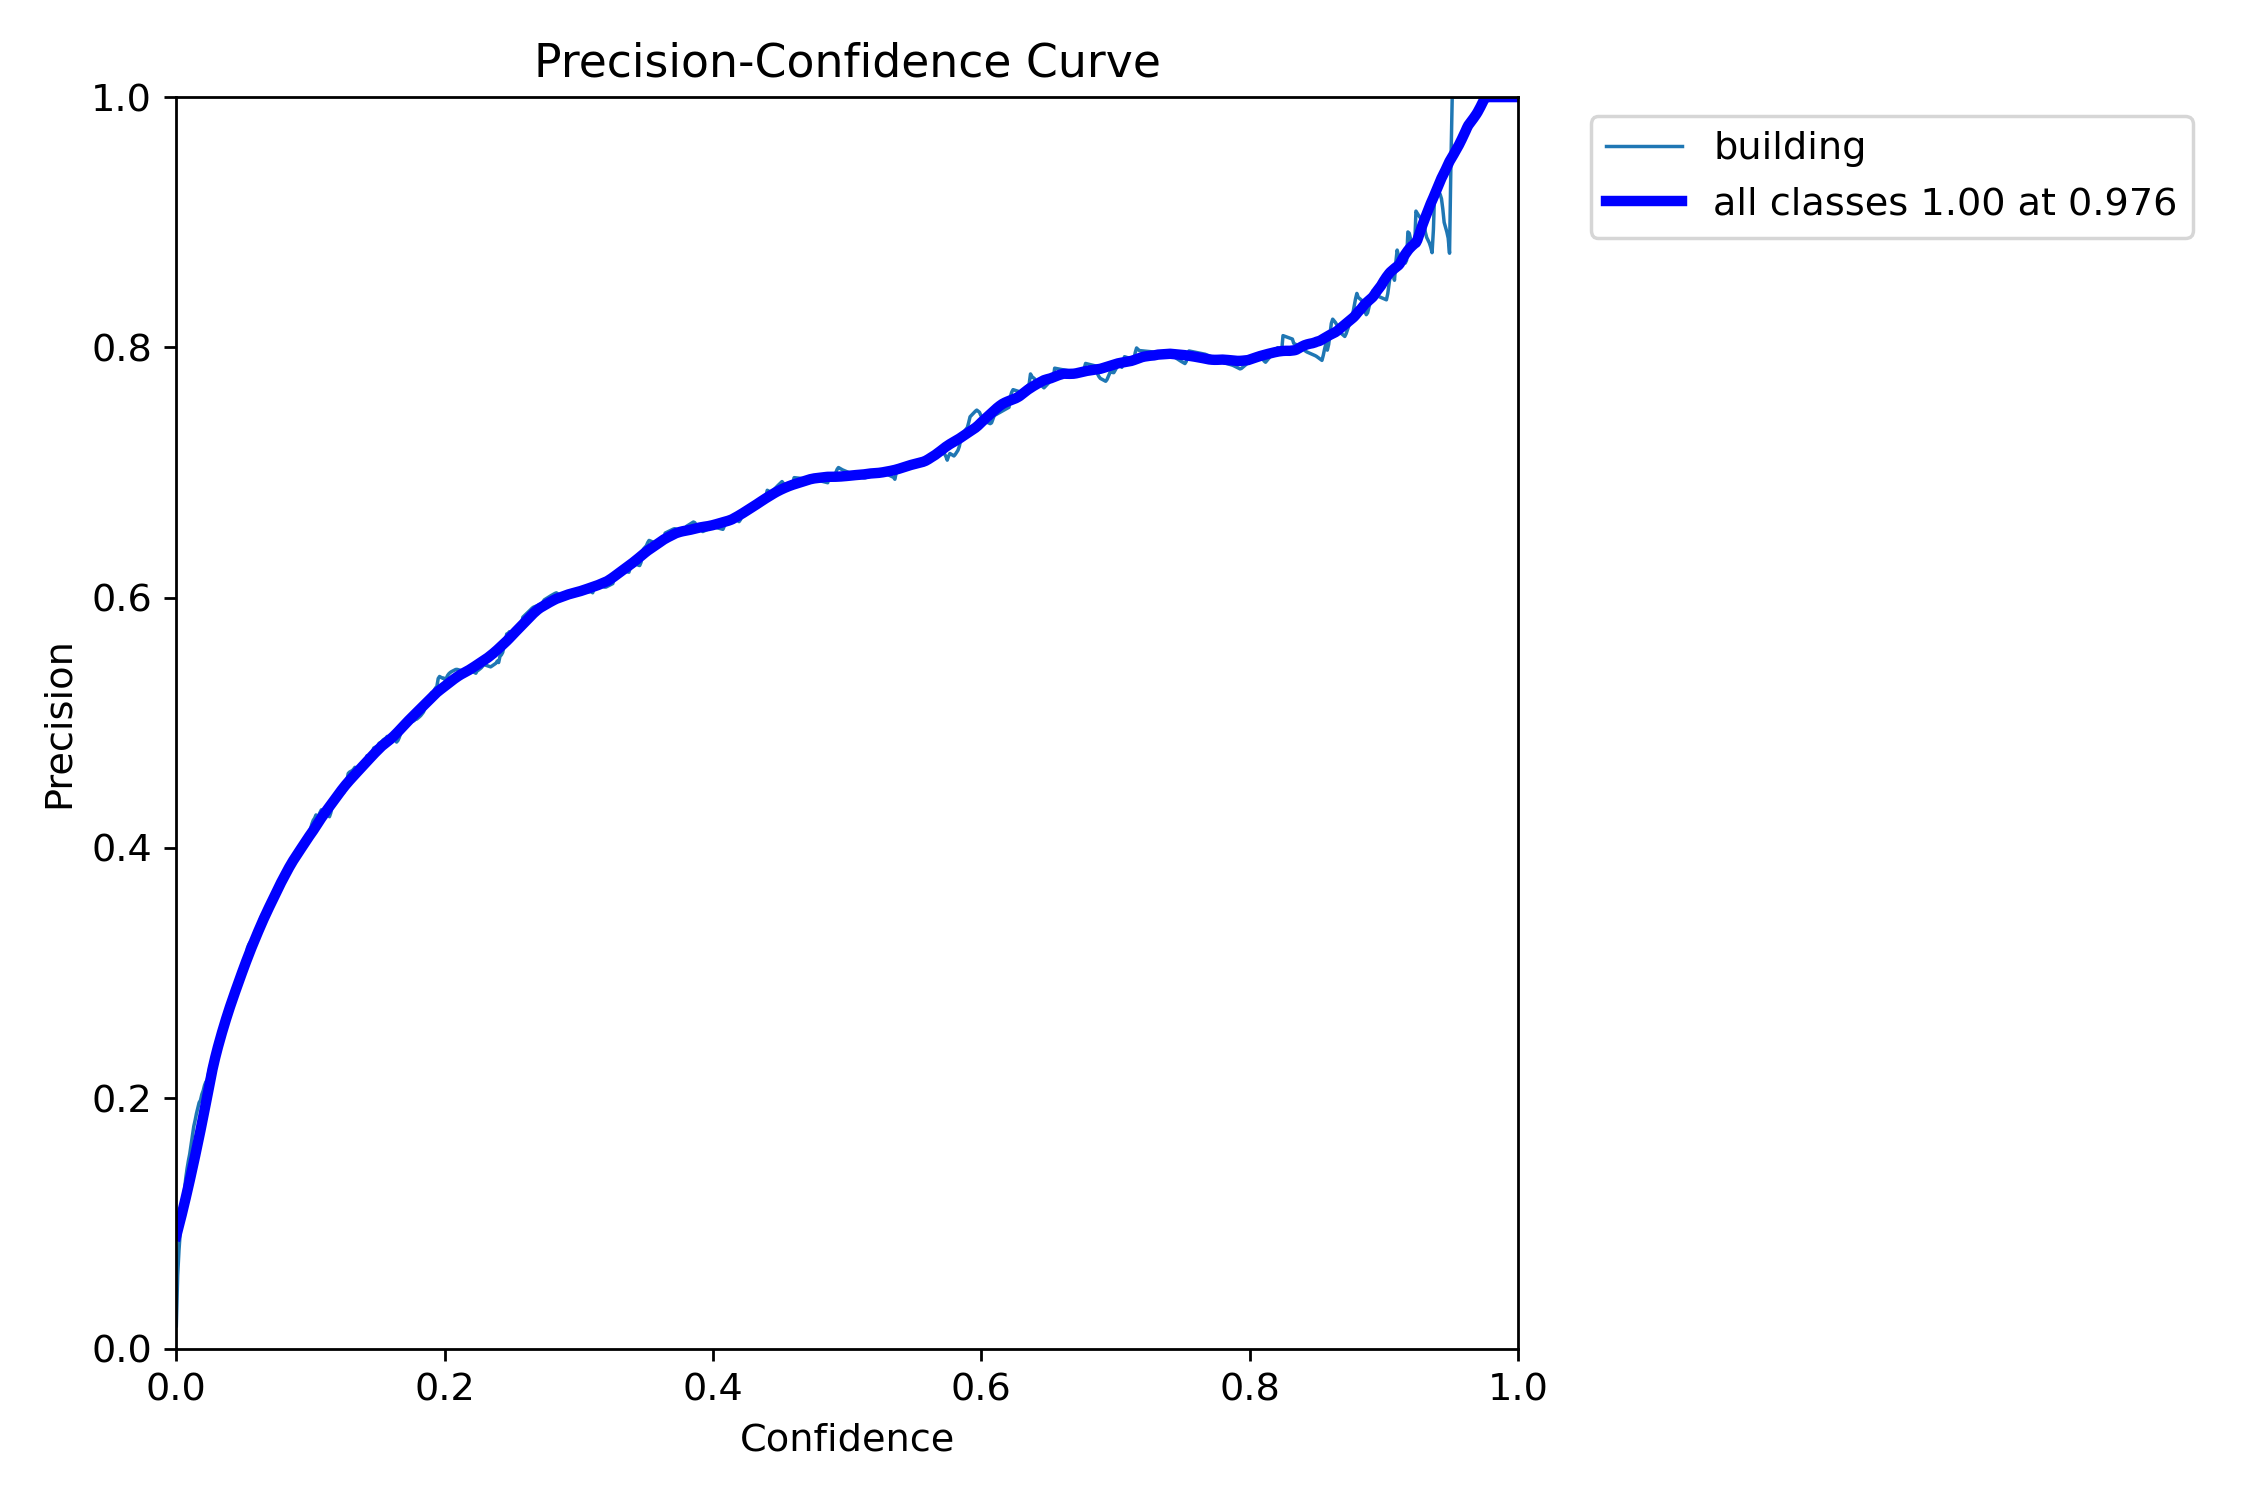 Precision-Confidence Curve
building
all classes 1.00 at 0.976
1.0
0.8
0.6
0.4
0.2
0.0
Precision
0.0 0.2 0.4 0.6 0.8 1.0
Confidence